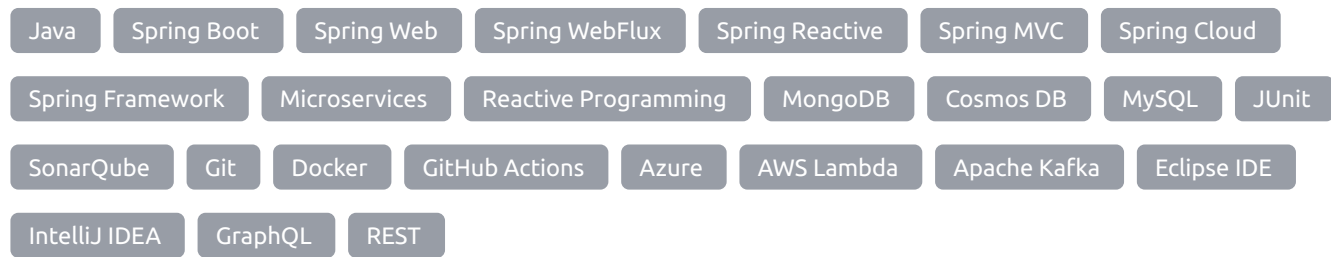 Java Spring Boot Spring Web Spring WebFlux Spring Reactive Spring MVC Spring Cloud
Spring Framework Microservices Reactive Programming MongoDB Cosmos DB MySQL JUnit
SonarQube Git Docker GitHub Actions Azure AWS Lambda Apache Kafka Eclipse IDE
IntelliJ IDEA GraphQL REST